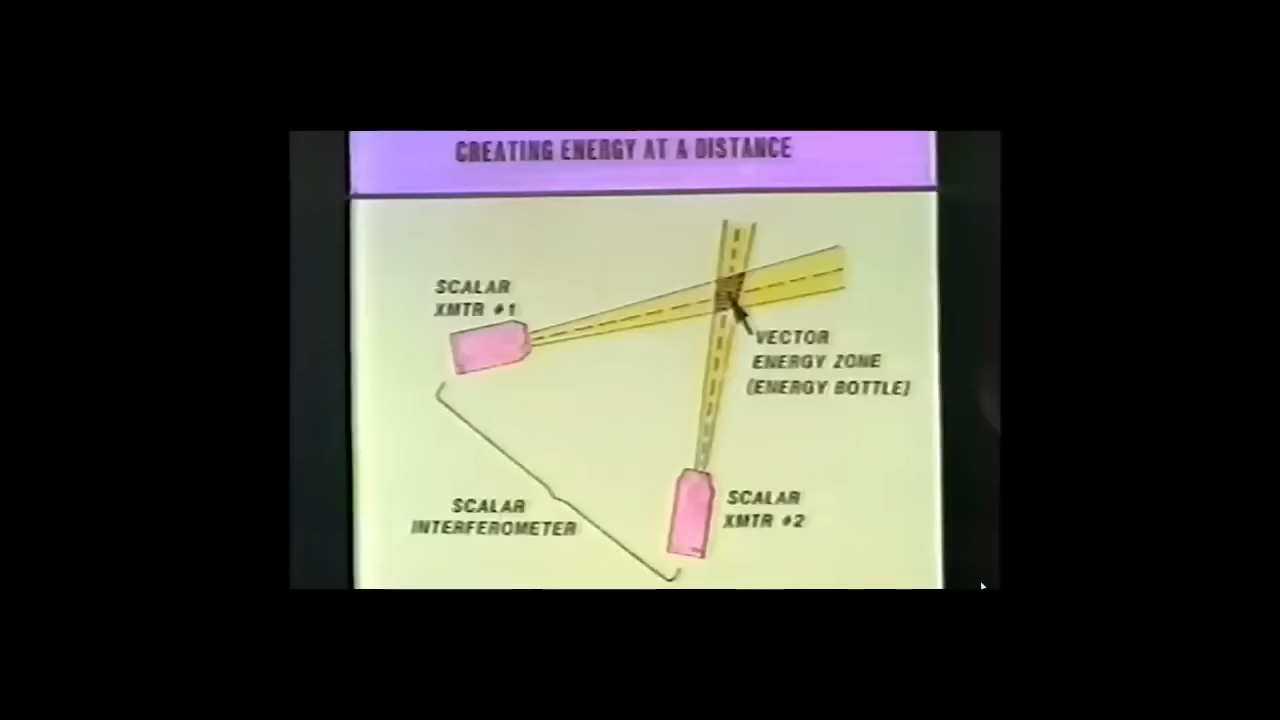 CREATING ENERGY AT A DISTANCE
SCALAR
XMTR #1
VECTOR
ENERGY ZONE
(ENERGY BOTTLE)
SCALAR
INTERFEROMETER
SCALAR
XMTR #2